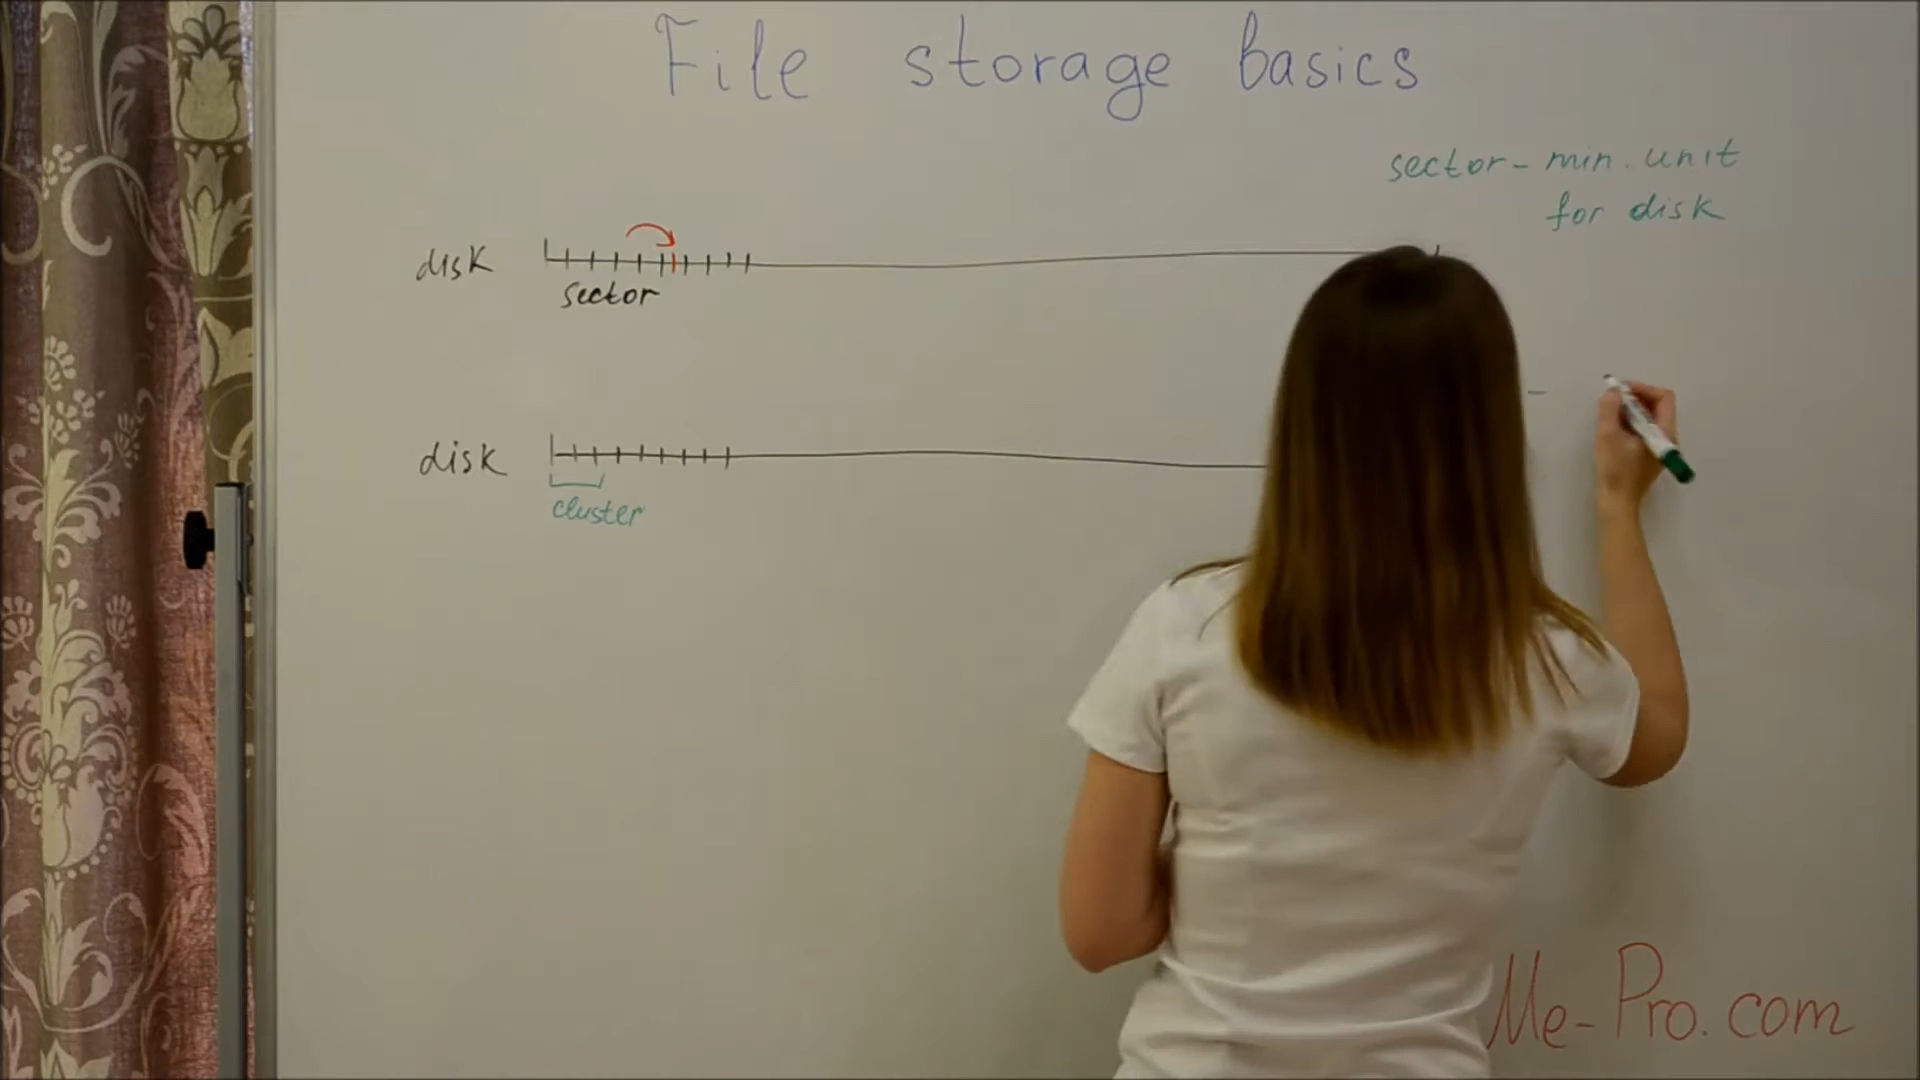 File storage basics
sector - min. unit
for disk
disk
sector
-
disk
cluster
Me-Pro.com